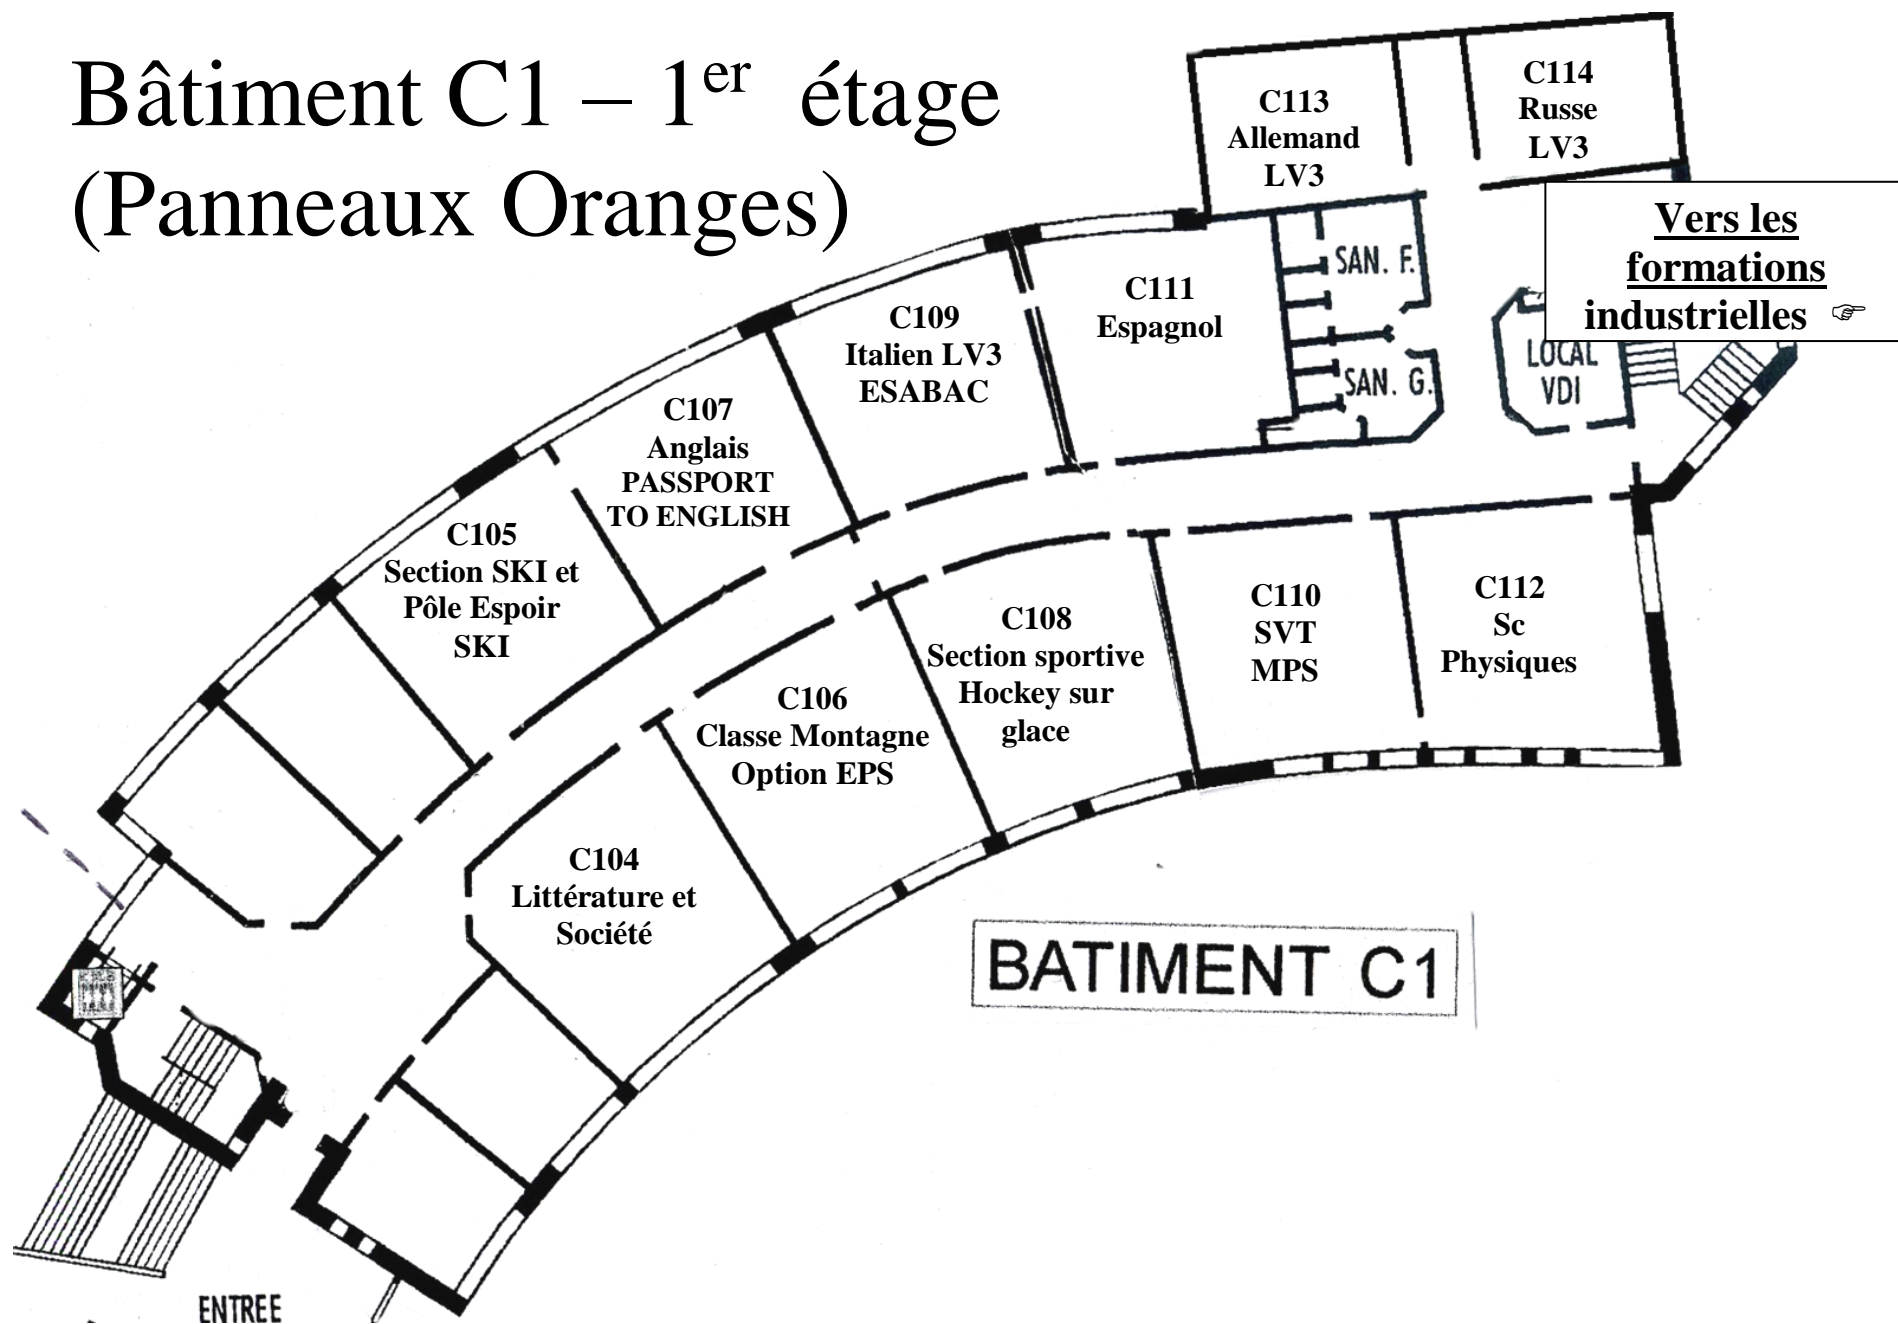 Bâtiment C1 – 1er étage
(Panneaux Oranges)
C113
Allemand
LV3
C114
Russe
LV3
Vers les
formations
industrielles ☞
SAN. F.
SAN. G.
LOCAL
VDI
C111
Espagnol
C109
Italien LV3
ESABAC
C107
Anglais
PASSPORT
TO ENGLISH
C105
Section SKI et
Pôle Espoir
SKI
C104
Littérature et
Société
C106
Classe Montagne
Option EPS
C108
Section sportive
Hockey sur
glace
C110
SVT
MPS
C112
Sc
Physiques
BATIMENT C1
ENTREE